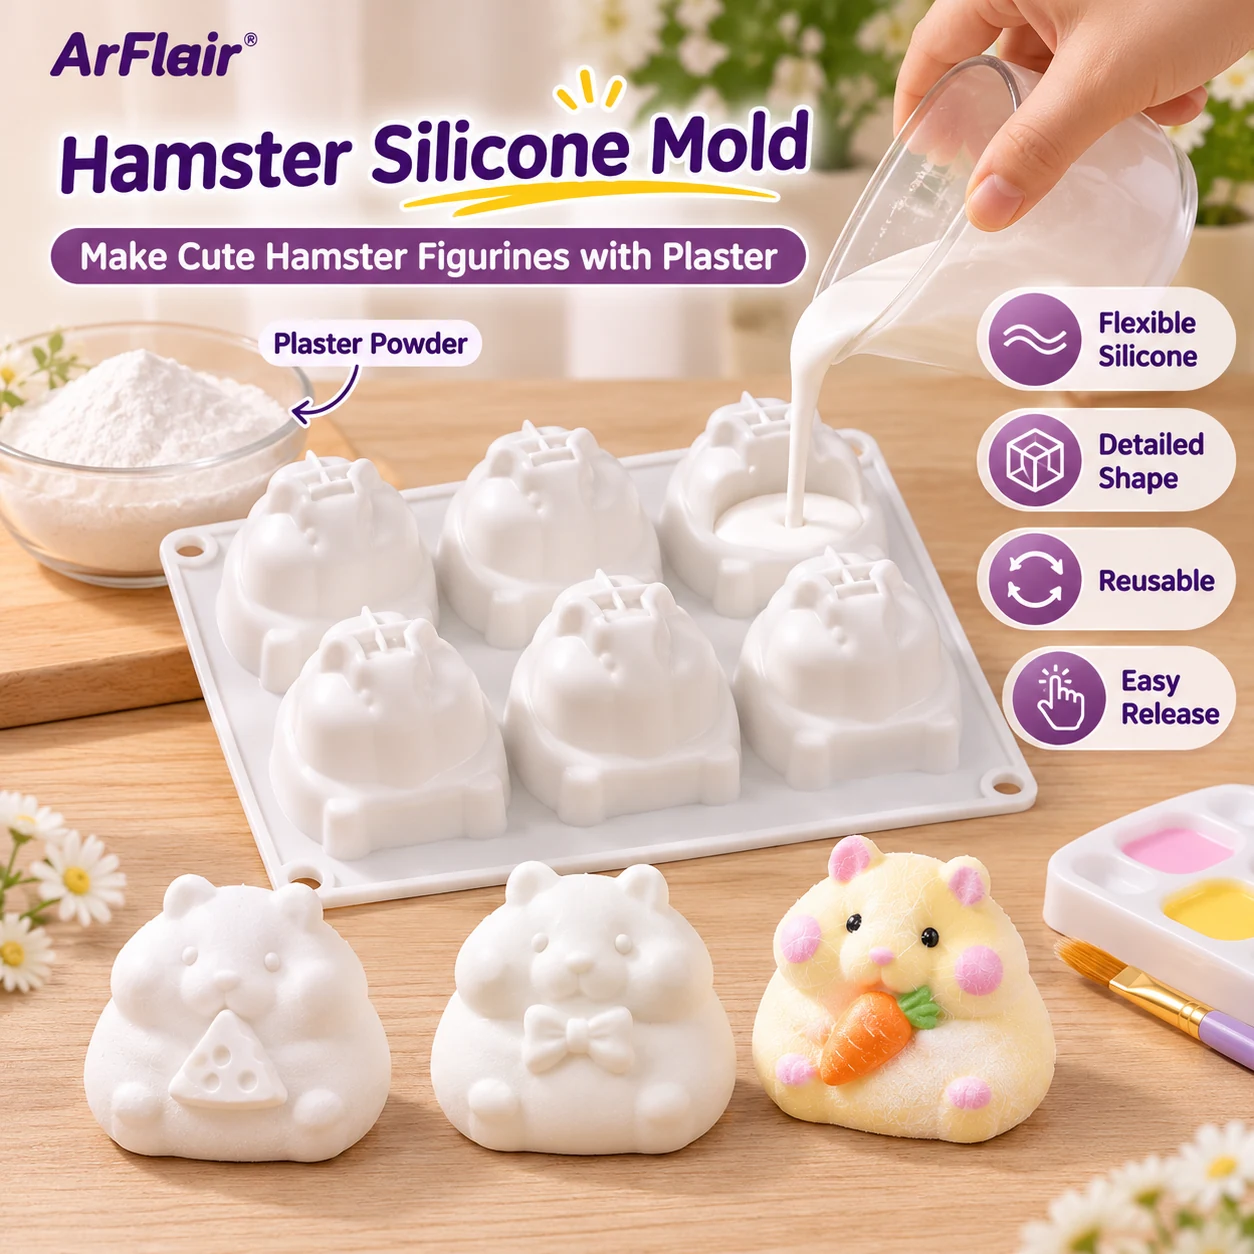 ArFlair®
Hamster Silicone Mold
Make Cute Hamster Figurines with Plaster
Plaster Powder
Flexible
Silicone
Detailed
Shape
Reusable
Easy
Release